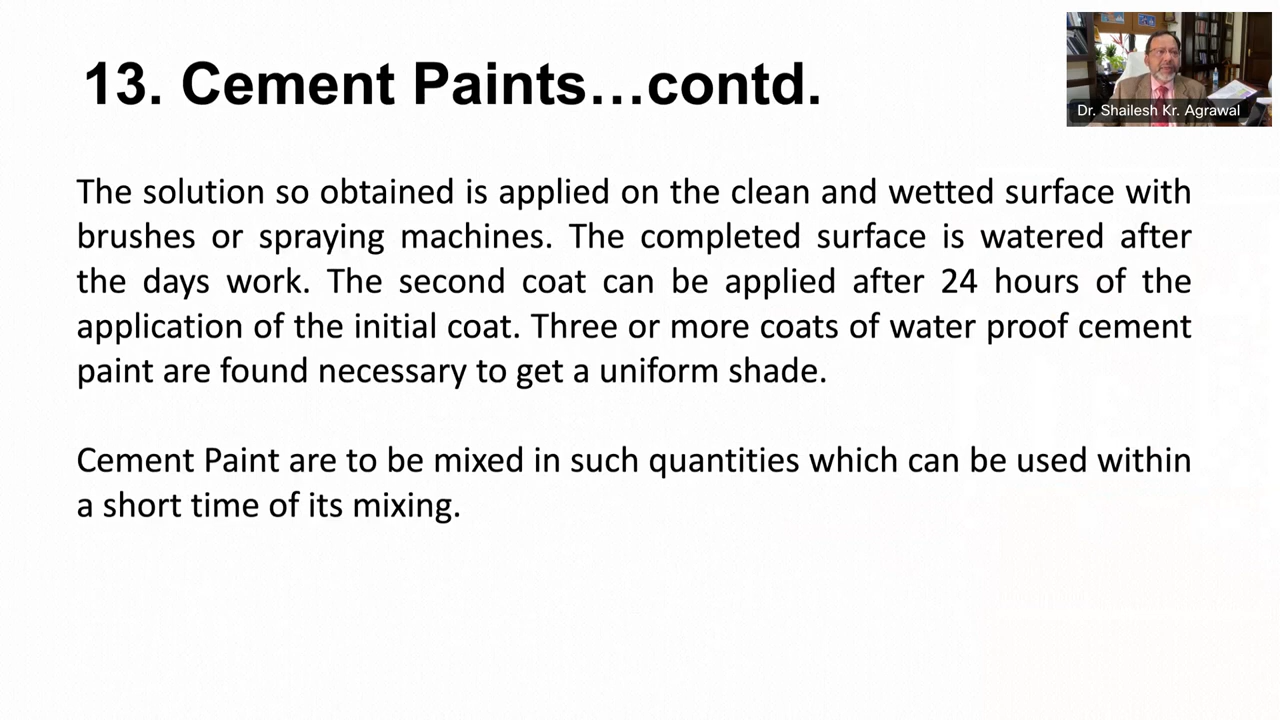 13. Cement Paints…contd.
Dr. Shailesh Kr. Agrawal
The solution so obtained is applied on the clean and wetted surface with
brushes or spraying machines. The completed surface is watered after
the days work. The second coat can be applied after 24 hours of the
application of the initial coat. Three or more coats of water proof cement
paint are found necessary to get a uniform shade.
Cement Paint are to be mixed in such quantities which can be used within
a short time of its mixing.